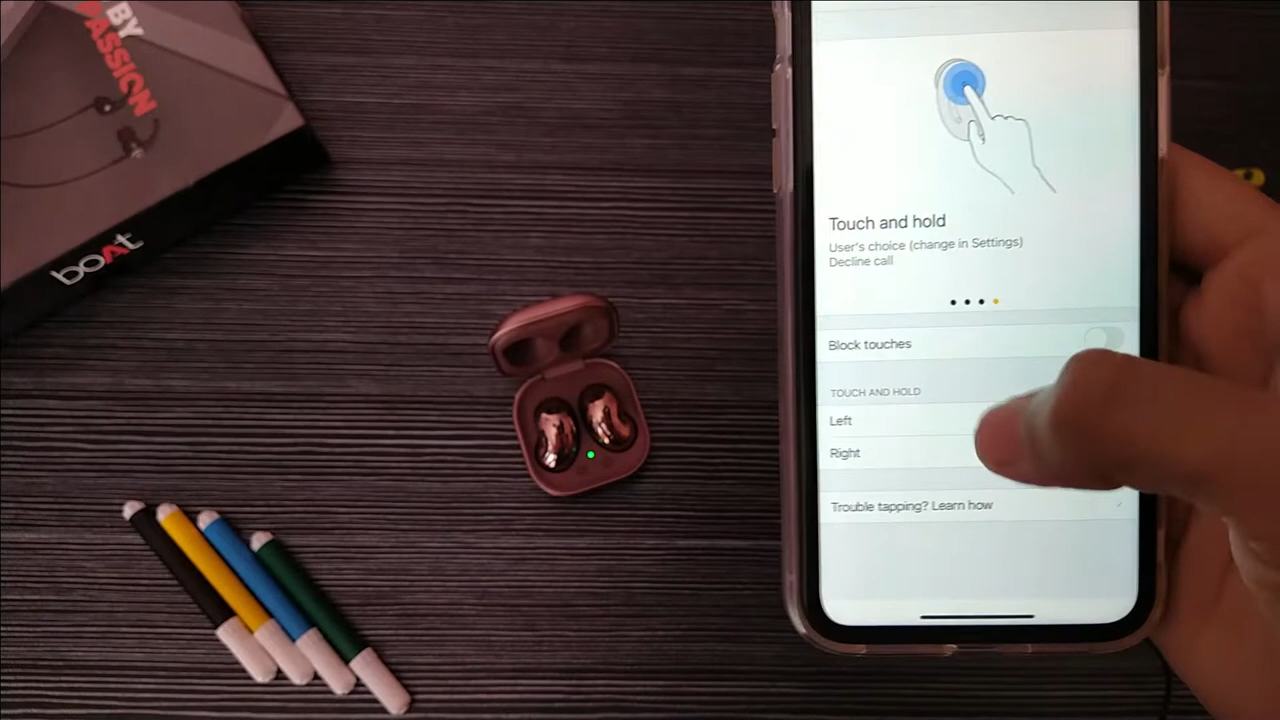 BY
PASSION
boAt
Touch and hold
User's choice (change in Settings)
Decline call
Block touches
TOUCH AND HOLD
Left
Right
Trouble tapping? Learn how